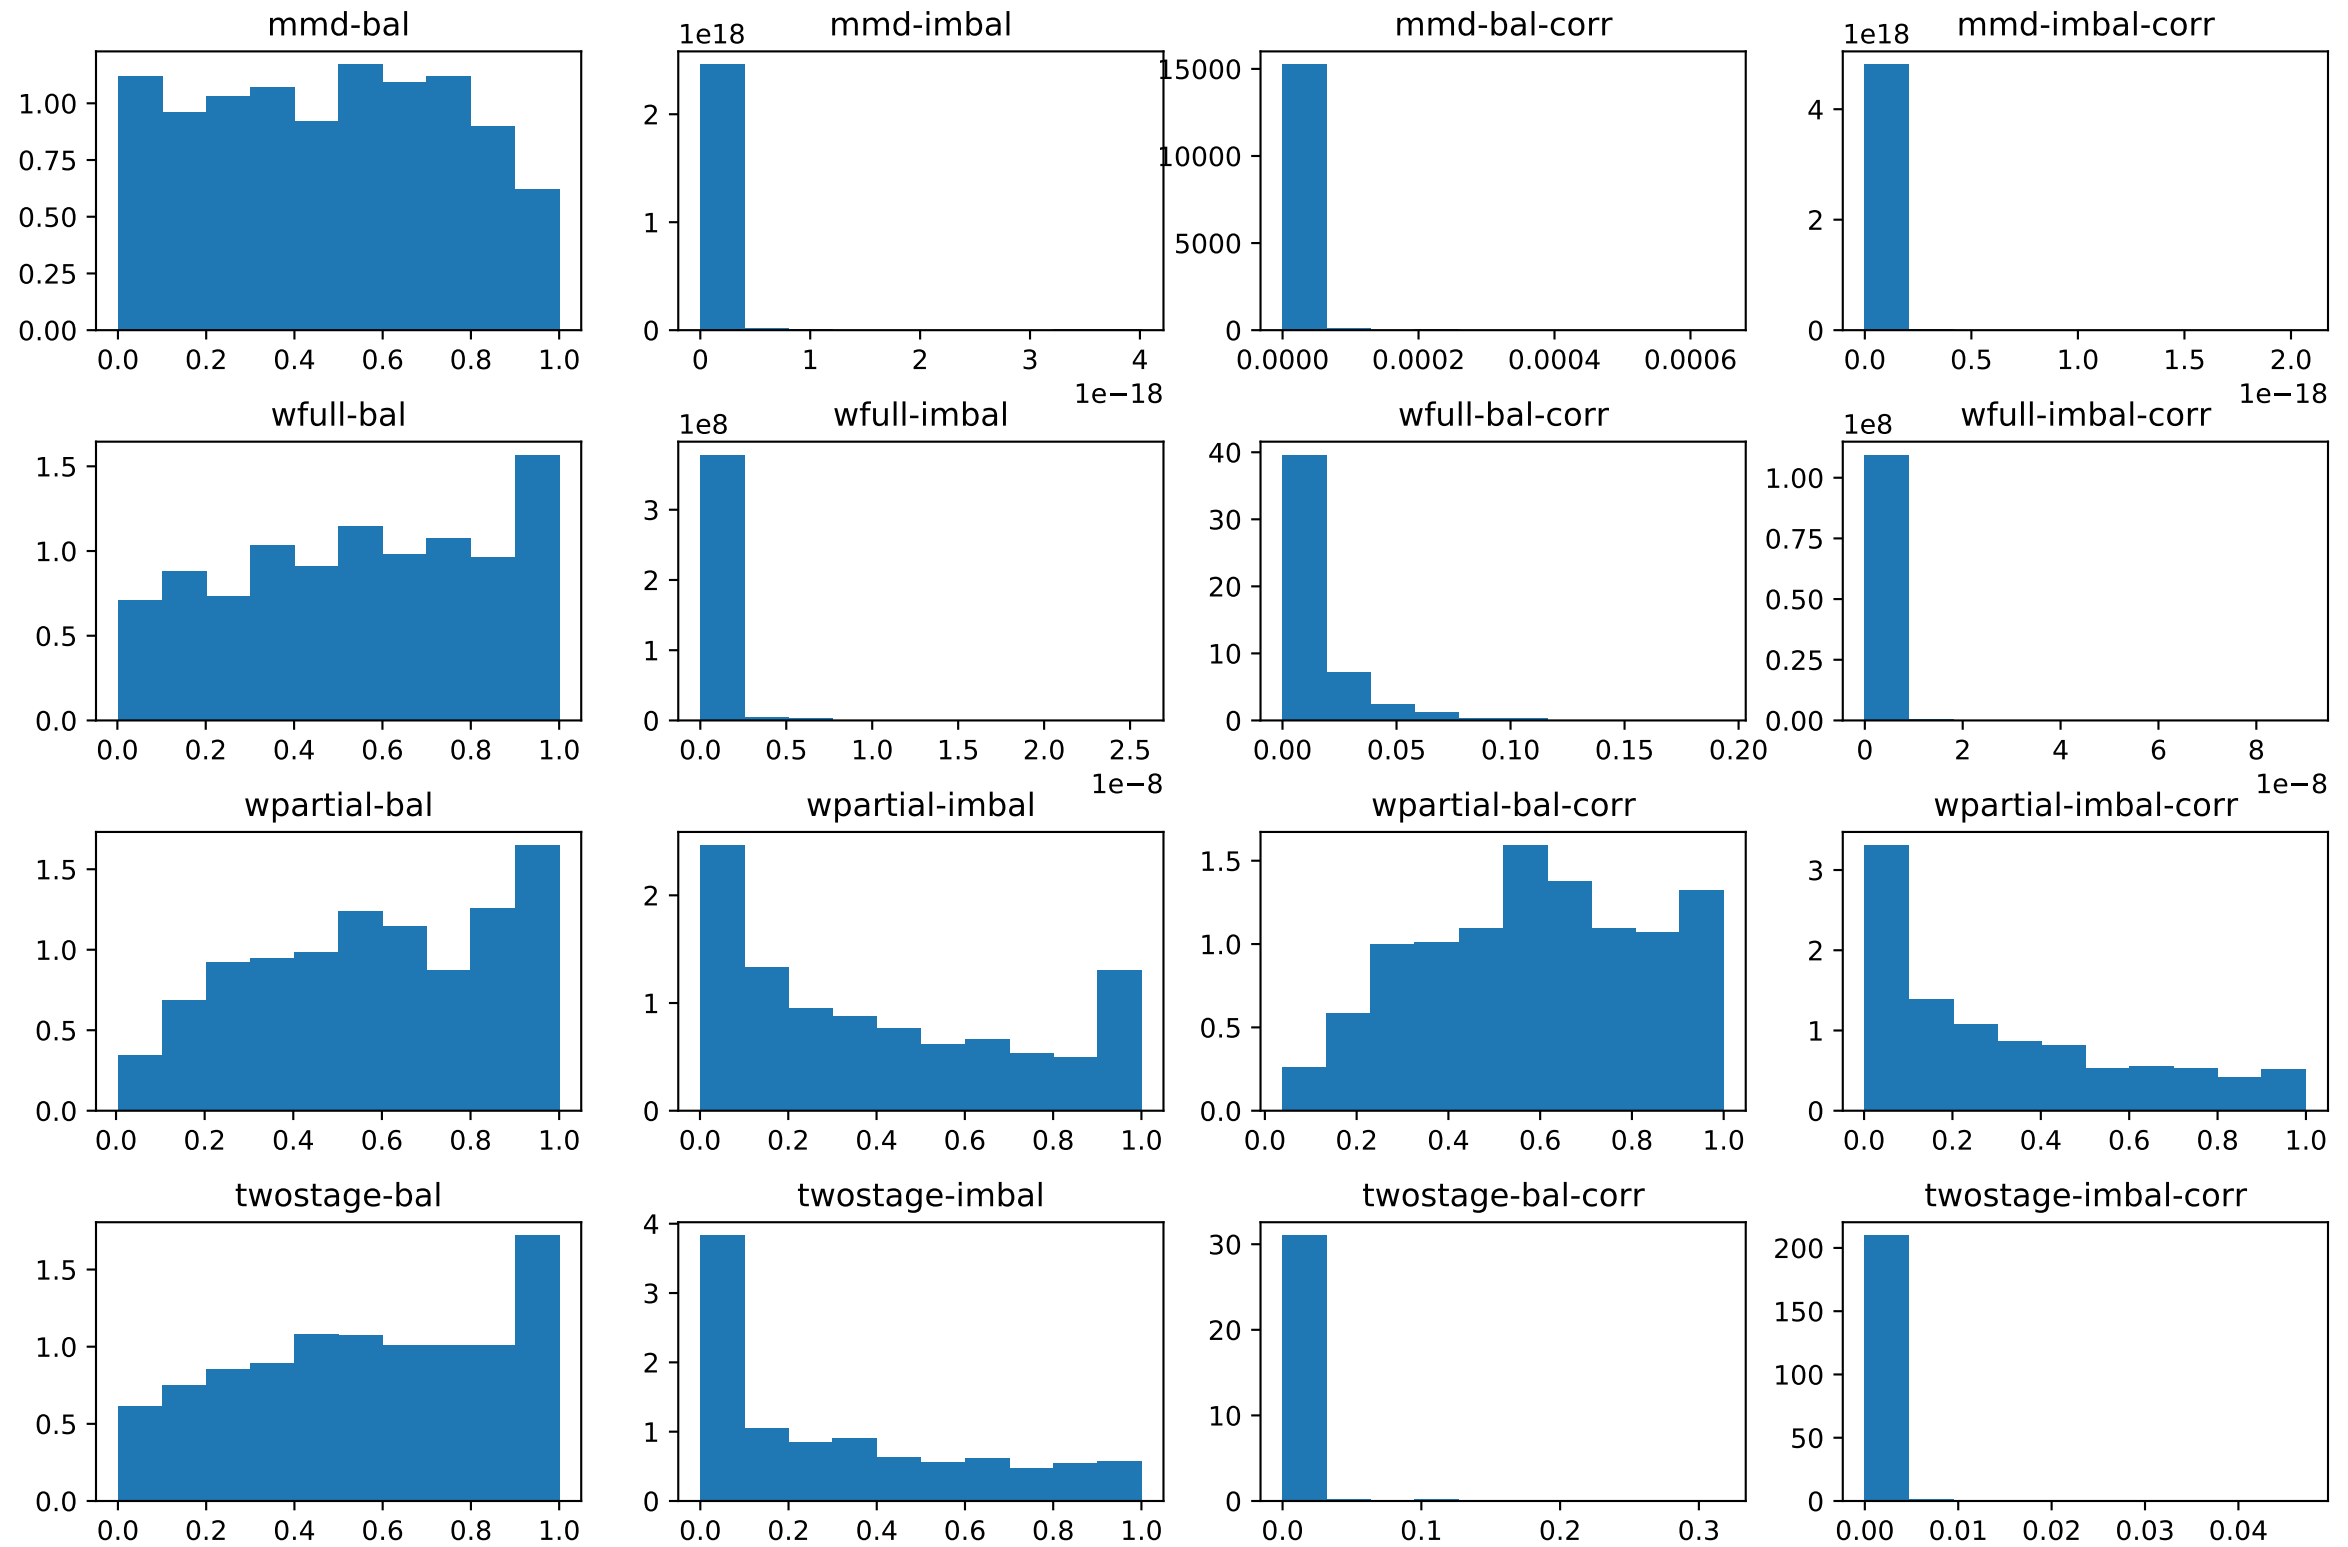 mmd-bal
0.00 0.25 0.50 0.75 1.00
0.0 0.2 0.4 0.6 0.8 1.0
mmd-imbal
1e18
0 1 2
0 1 2 3 4
1e−18
mmd-bal-corr
0 5000 10000 15000
0.0000 0.0002 0.0004 0.0006
mmd-imbal-corr
1e18
0 2 4
0.0 0.5 1.0 1.5 2.0
1e−18
wfull-bal
0.0 0.5 1.0 1.5
0.0 0.2 0.4 0.6 0.8 1.0
wfull-imbal
1e8
0 1 2 3
0.0 0.5 1.0 1.5 2.0 2.5
1e−8
wfull-bal-corr
0 10 20 30 40
0.00 0.05 0.10 0.15 0.20
wfull-imbal-corr
1e8
0.00 0.25 0.50 0.75 1.00
0 2 4 6 8
1e−8
wpartial-bal
0.0 0.5 1.0 1.5
0.0 0.2 0.4 0.6 0.8 1.0
wpartial-imbal
0 1 2
0.0 0.2 0.4 0.6 0.8 1.0
wpartial-bal-corr
0.0 0.5 1.0 1.5
0.0 0.2 0.4 0.6 0.8 1.0
wpartial-imbal-corr
0 1 2 3
0.0 0.2 0.4 0.6 0.8 1.0
twostage-bal
0.0 0.5 1.0 1.5
0.0 0.2 0.4 0.6 0.8 1.0
twostage-imbal
0 1 2 3 4
0.0 0.2 0.4 0.6 0.8 1.0
twostage-bal-corr
0 10 20 30
0.0 0.1 0.2 0.3
twostage-imbal-corr
0 50 100 150 200
0.00 0.01 0.02 0.03 0.04